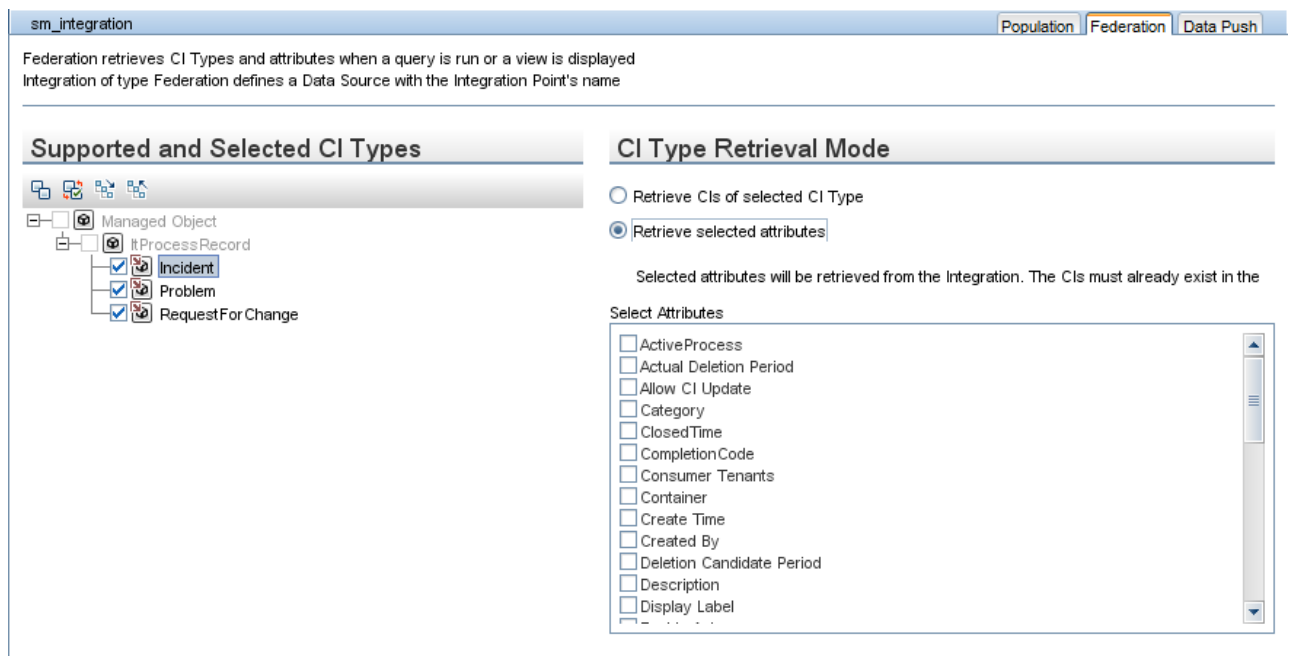 sm_integration
Population Federation Data Push
Federation retrieves CI Types and attributes when a query is run or a view is displayed
Integration of type Federation defines a Data Source with the Integration Point's name
Supported and Selected CI Types
Managed Object
ItProcessRecord
Incident
Problem
RequestForChange
CI Type Retrieval Mode
Retrieve CIs of selected CI Type
Retrieve selected attributes
Selected attributes will be retrieved from the Integration. The CIs must already exist in the
Select Attributes
ActiveProcess
Actual Deletion Period
Allow CI Update
Category
ClosedTime
CompletionCode
Consumer Tenants
Container
Create Time
Created By
Deletion Candidate Period
Description
Display Label